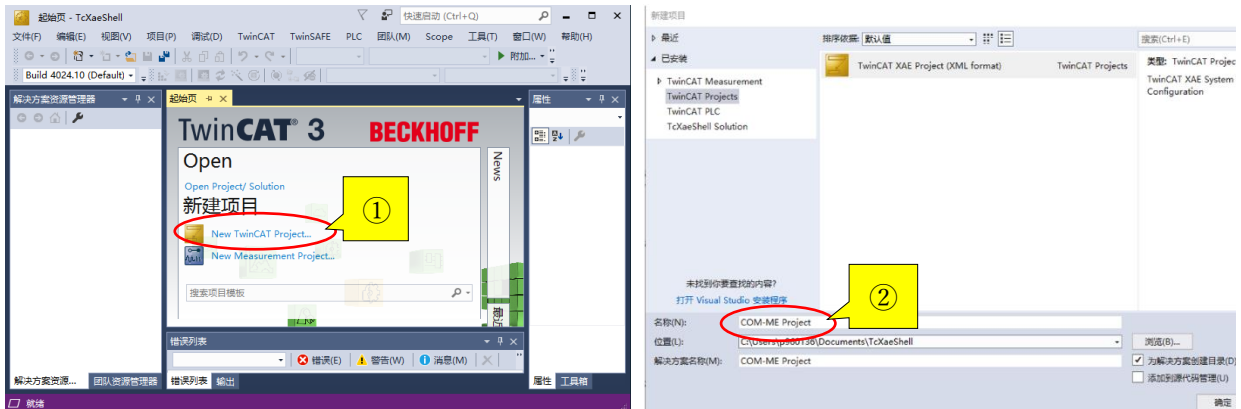 起始页 - TcXaeShell
快速启动 (Ctrl+Q)
文件(F) 编辑(E) 视图(V) 项目(P) 调试(D) TwinCAT TwinSAFE PLC 团队(M) Scope 工具(T) 窗口(W) 帮助(H)
附加...
Build 4024.10 (Default)
解决方案资源管理器
起始页
属性
TwinCAT® 3 BECKHOFF
Open
News
Open Project/ Solution
新建项目
①
New TwinCAT Project...
New Measurement Project...
搜索项目模板
最近
错误列表
错误(E) 警告(W) 消息(M)
解决方案资源... 团队资源管理器 错误列表 输出 属性 工具箱
就绪
新建项目
最近
排序依据: 默认值
搜索(Ctrl+E)
已安装
TwinCAT XAE Project (XML format) TwinCAT Projects
类型: TwinCAT Projec
TwinCAT XAE System
Configuration
TwinCAT Measurement
TwinCAT Projects
TwinCAT PLC
TcXaeShell Solution
未找到你要查找的内容?
打开 Visual Studio 安装程序
②
名称(N): COM-ME Project
位置(L): C:\Users\p980136\Documents\TcXaeShell 浏览(B)...
解决方案名称(M): COM-ME Project 为解决方案创建目录(D)
添加到源代码管理(U)
确定